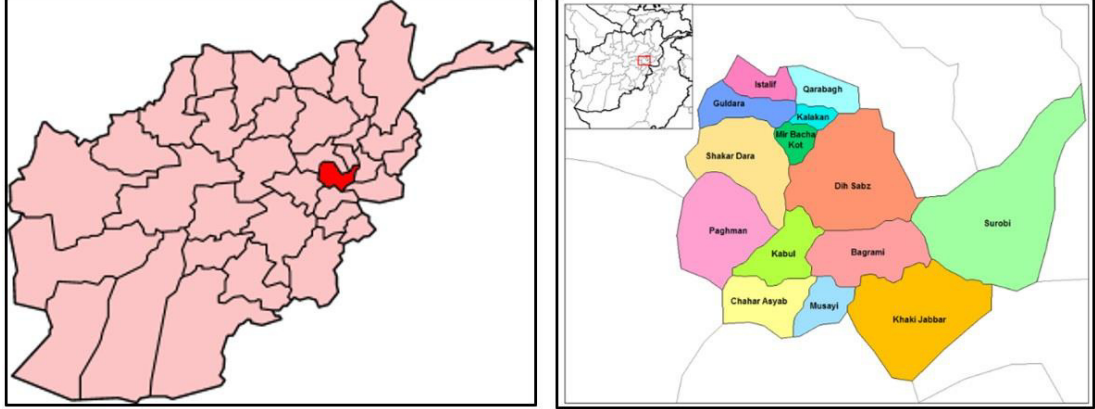 Istalif
Qarabagh
Guldara
Kalakan
Mir Bacha
Kot
Shakar Dara
Dih Sabz
Paghman
Surobi
Kabul
Bagrami
Chahar Asyab
Musayi
Khaki Jabbar